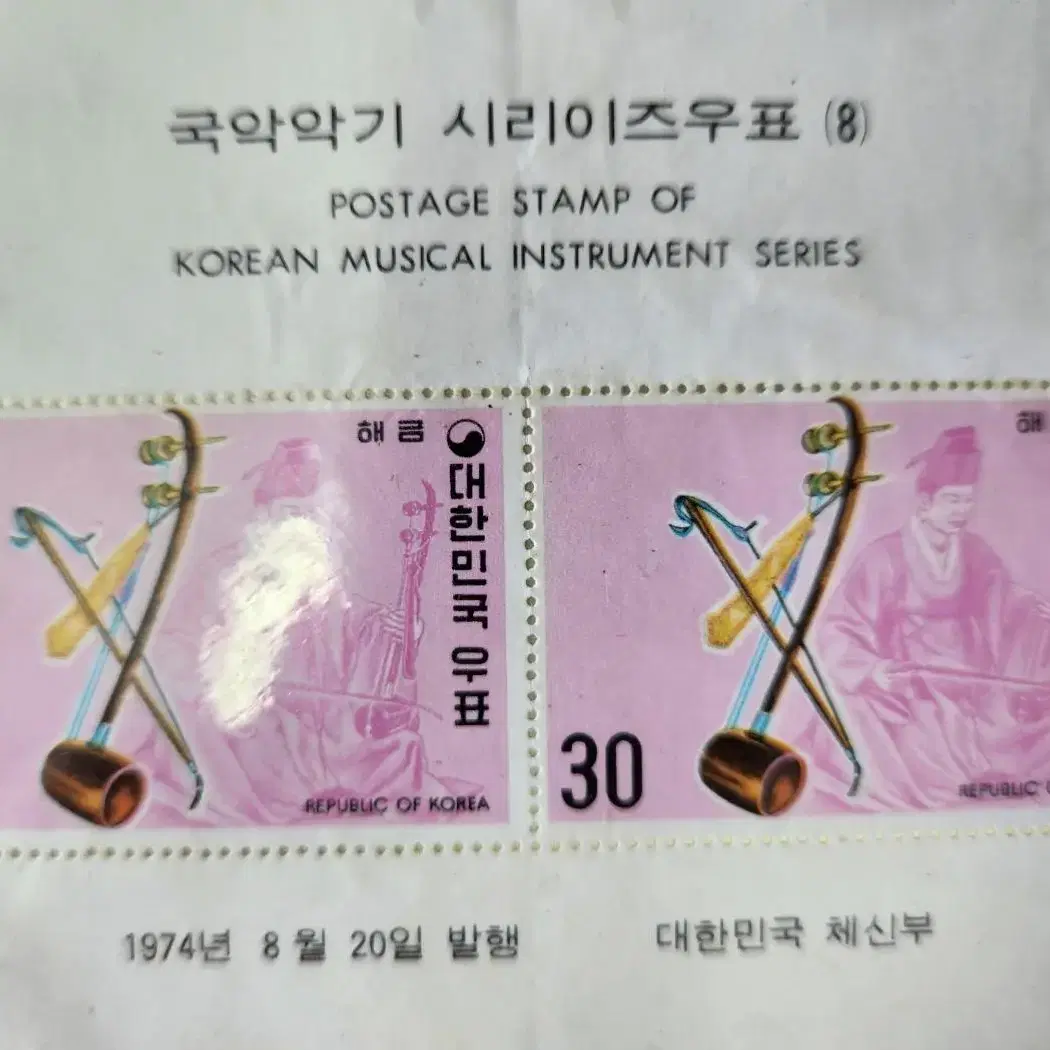 국악악기 시리이즈우표 (8)
POSTAGE STAMP OF
KOREAN MUSICAL INSTRUMENT SERIES
해금
대한민국 우표
REPUBLIC OF KOREA
해
30
REPUBLIC
1974년 8월 20일 발행
대한민국 체신부